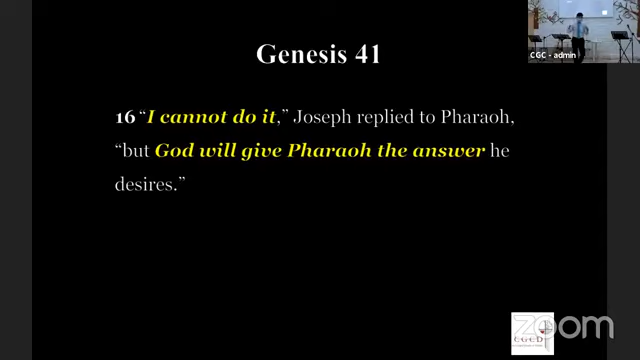 Genesis 41
16 “I cannot do it,” Joseph replied to Pharaoh,
“but God will give Pharaoh the answer he
desires.”
CGC - admin
CGCD
zoom